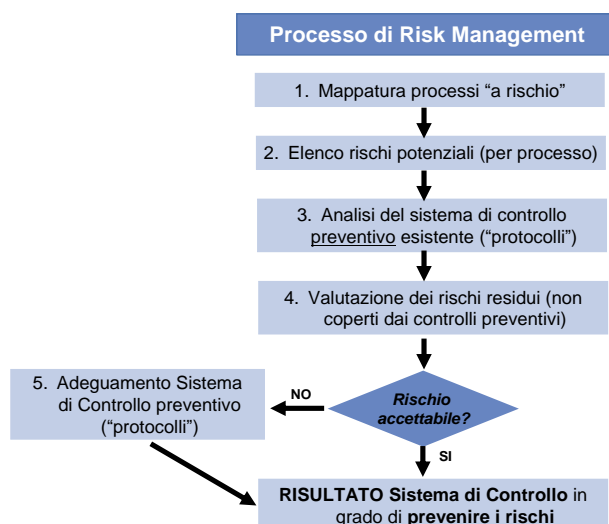 Processo di Risk Management
1. Mappatura processi “a rischio”
2. Elenco rischi potenziali (per processo)
3. Analisi del sistema di controllo
preventivo esistente (“protocolli”)
4. Valutazione dei rischi residui (non
coperti dai controlli preventivi)
Rischio
accettabile?
NO
5. Adeguamento Sistema
di Controllo preventivo
(“protocolli”)
SI
RISULTATO Sistema di Controllo in
grado di prevenire i rischi